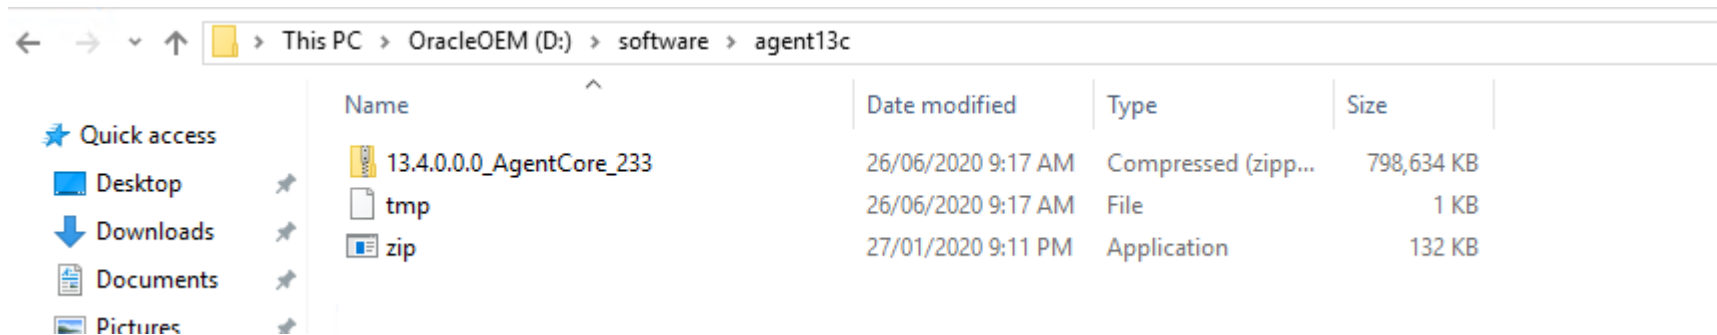 This PC > OracleOEM (D:) > software > agent13c
Name Date modified Type Size
Quick access
13.4.0.0.0_AgentCore_233 26/06/2020 9:17 AM Compressed (zipp... 798,634 KB
Desktop
tmp 26/06/2020 9:17 AM File 1 KB
Downloads
zip 27/01/2020 9:11 PM Application 132 KB
Documents
Pictures